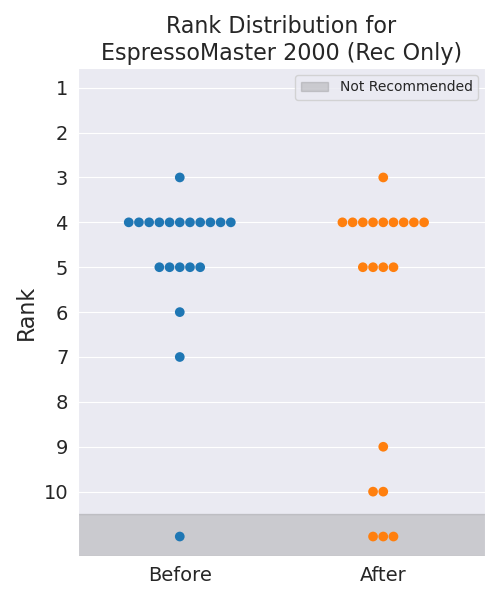 Rank Distribution for
EspressoMaster 2000 (Rec Only)
Not Recommended
Rank
1
2
3
4
5
6
7
8
9
10
Before
After